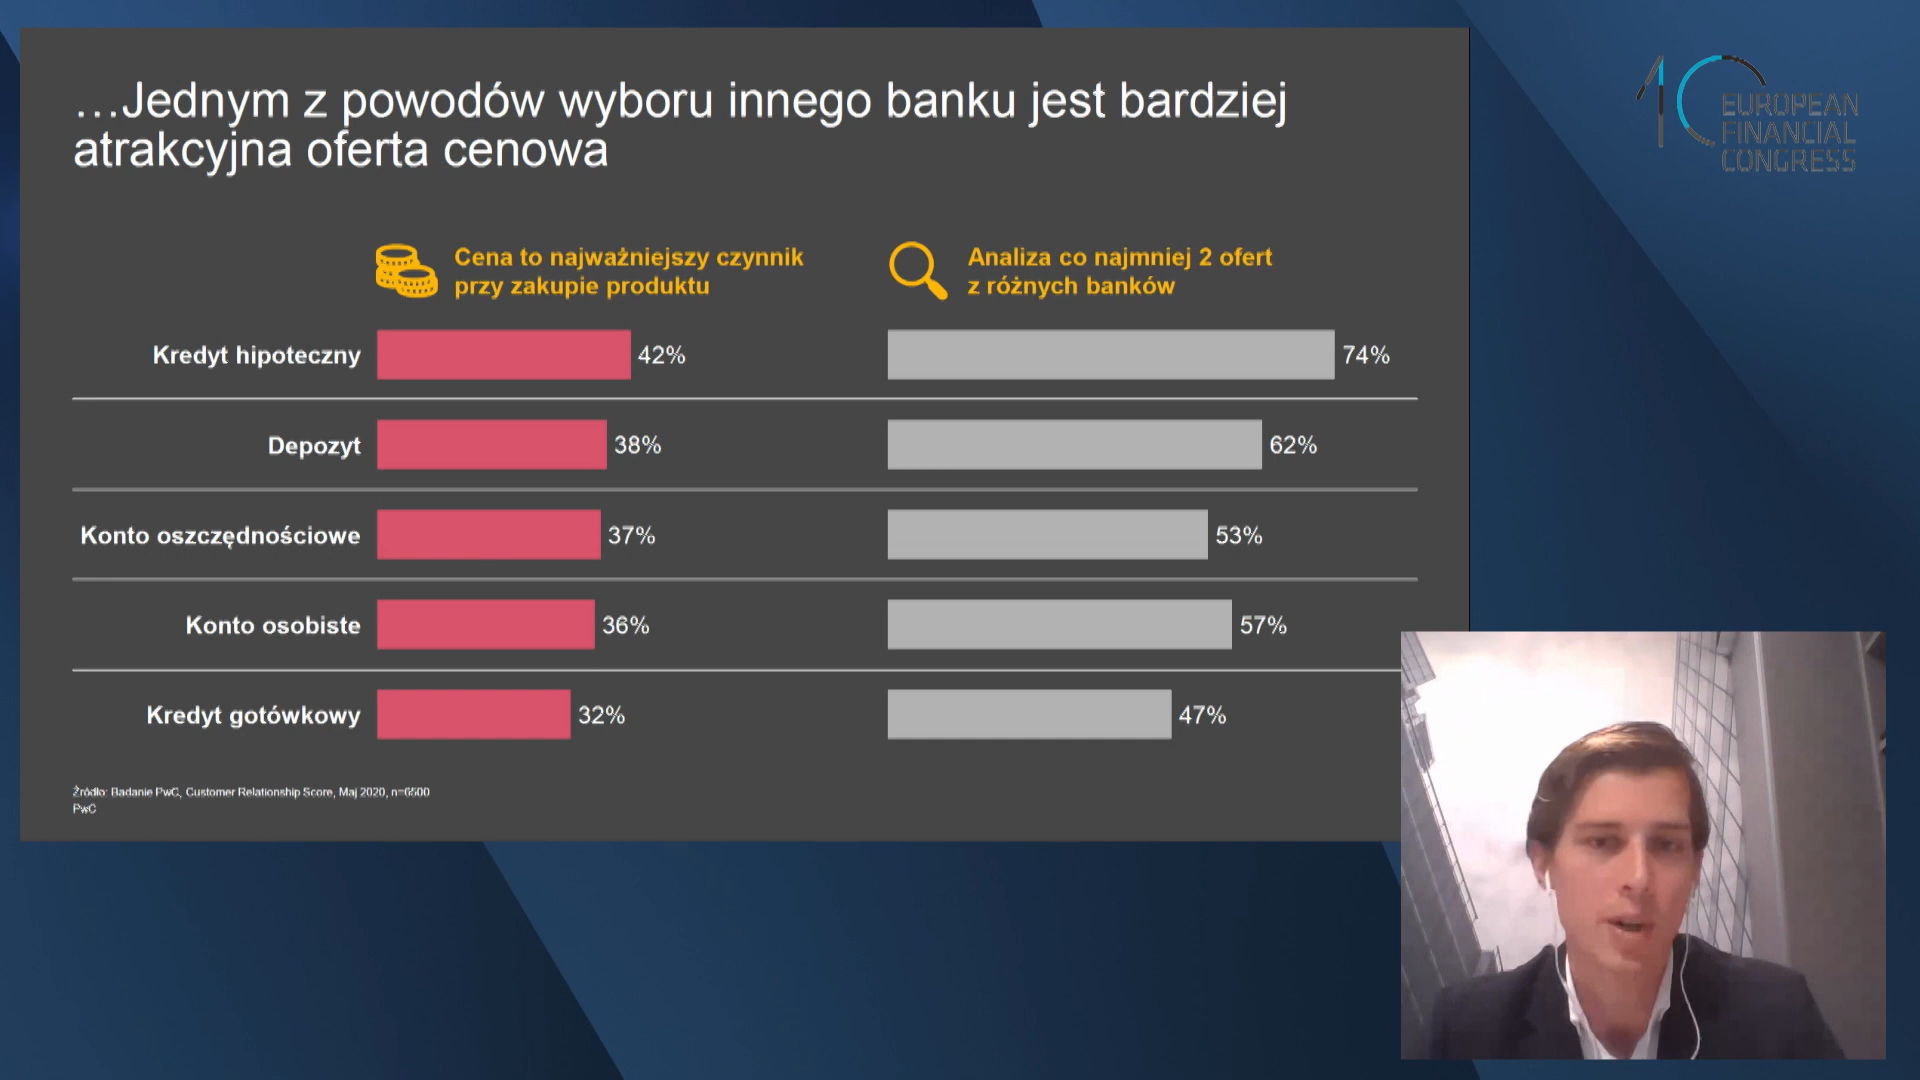 …Jednym z powodów wyboru innego banku jest bardziej
atrakcyjna oferta cenowa
Cena to najważniejszy czynnik
przy zakupie produktu
Analiza co najmniej 2 ofert
z różnych banków
Kredyt hipoteczny 42% 74%
Depozyt 38% 62%
Konto oszczędnościowe 37% 53%
Konto osobiste 36% 57%
Kredyt gotówkowy 32% 47%
Źródło: Badanie PwC, Customer Relationship Score, Maj 2020, n=6500
PwC
10
EUROPEAN
FINANCIAL
CONGRESS